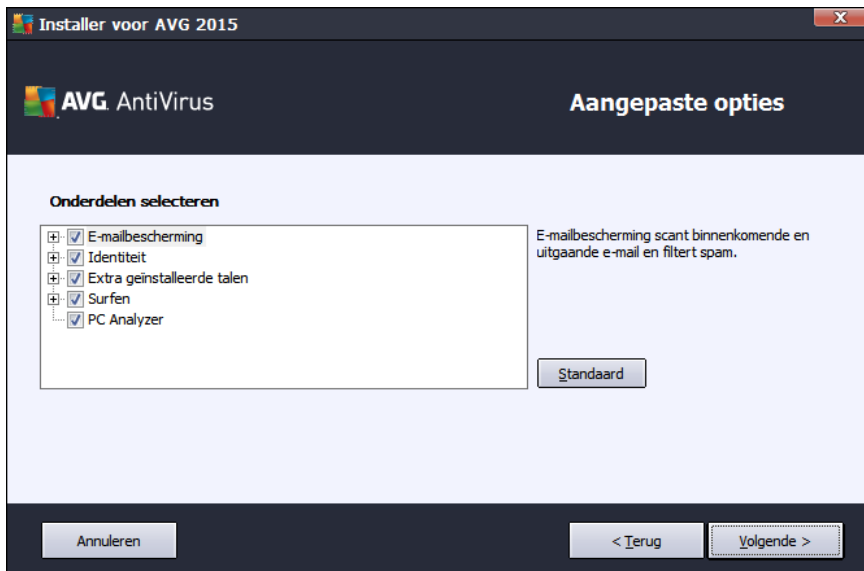 Installer voor AVG 2015
AVG. AntiVirus
Aangepaste opties
Onderdelen selecteren
E-mailbescherming
Identiteit
Extra geïnstalleerde talen
Surfen
PC Analyzer
E-mailbescherming scant binnenkomende en
uitgaande e-mail en filtert spam.
Standaard
Annuleren
< Terug
Volgende >